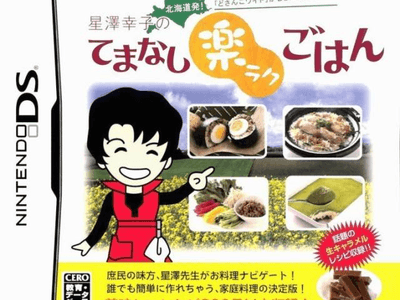 北海道発!
「どさんこワイド」
星澤幸子の
てまなし
楽
ラク
ごはん
NINTENDO DS
話題の
生キャラメル
レシピ収録!!
CERO
教育・
データ
庶民の味方、星澤先生がお料理ナビゲート!
誰でも簡単に作れちゃう、家庭料理の決定版!